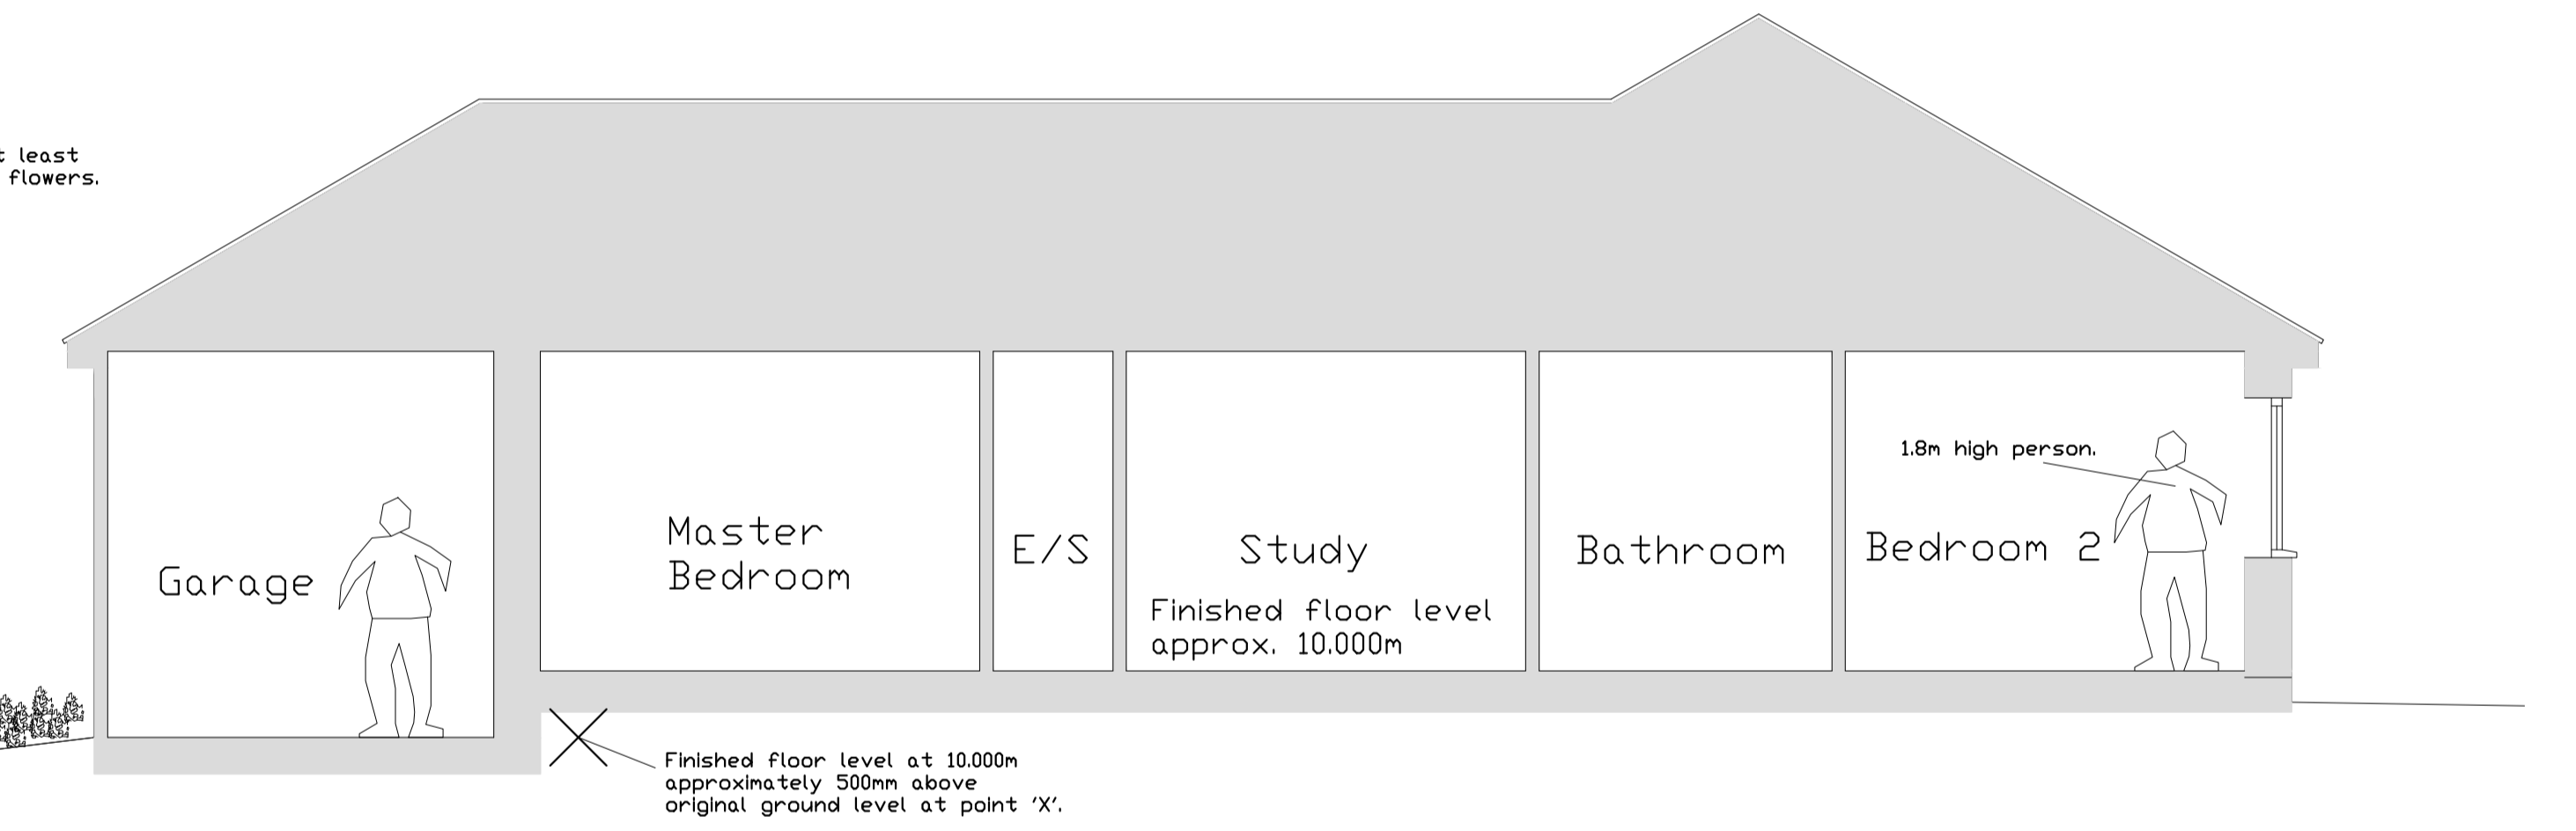 t least
flowers.
1.8m high person.
Garage
Master
Bedroom
E/S
Study
Finished floor level
approx. 10.000m
Bathroom
Bedroom 2
Finished floor level at 10.000m
approximately 500mm above
original ground level at point 'X'.